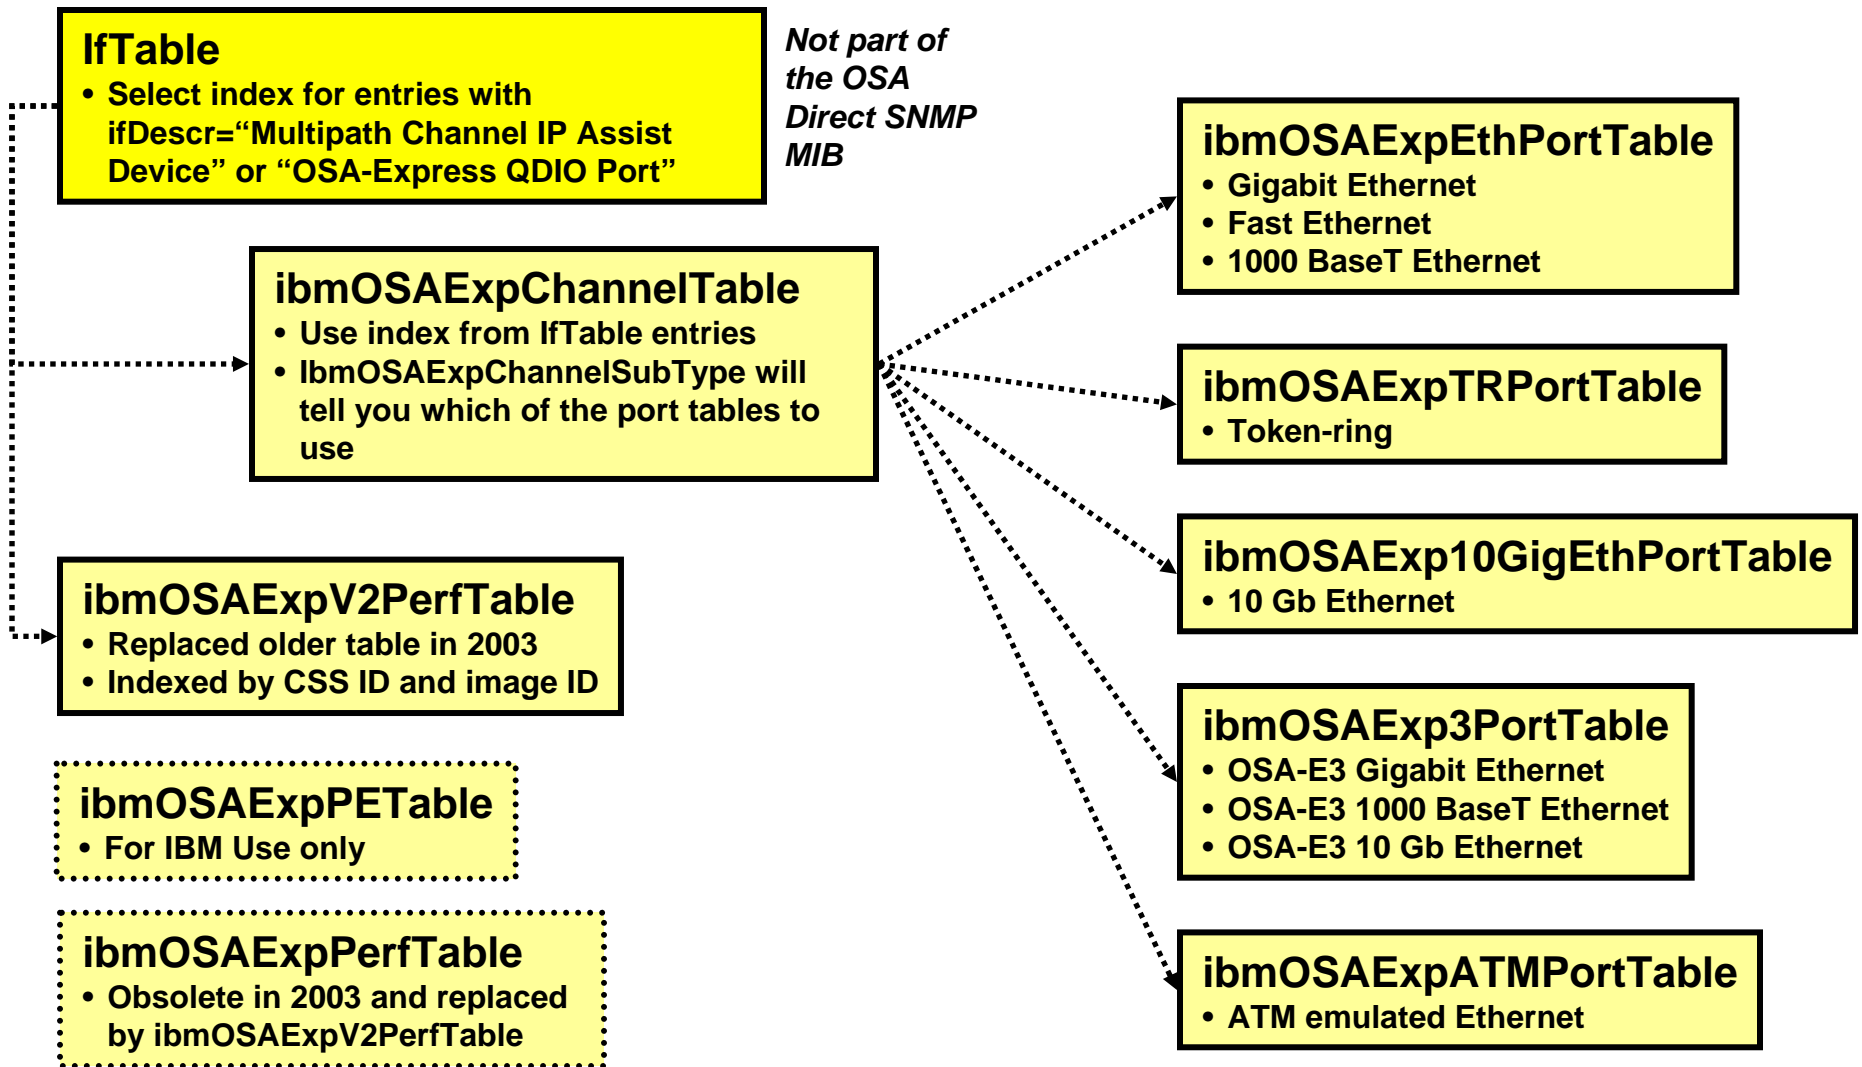 IfTable
• Select index for entries with
ifDescr=“Multipath Channel IP Assist
Device” or “OSA-Express QDIO Port”
Not part of
the OSA
Direct SNMP
MIB
ibmOSAExpChannelTable
• Use index from IfTable entries
• IbmOSAExpChannelSubType will
tell you which of the port tables to
use
ibmOSAExpV2PerfTable
• Replaced older table in 2003
• Indexed by CSS ID and image ID
ibmOSAExpPETable
• For IBM Use only
ibmOSAExpPerfTable
• Obsolete in 2003 and replaced
by ibmOSAExpV2PerfTable
ibmOSAExpEthPortTable
• Gigabit Ethernet
• Fast Ethernet
• 1000 BaseT Ethernet
ibmOSAExpTRPortTable
• Token-ring
ibmOSAExp10GigEthPortTable
• 10 Gb Ethernet
ibmOSAExp3PortTable
• OSA-E3 Gigabit Ethernet
• OSA-E3 1000 BaseT Ethernet
• OSA-E3 10 Gb Ethernet
ibmOSAExpATMPortTable
• ATM emulated Ethernet